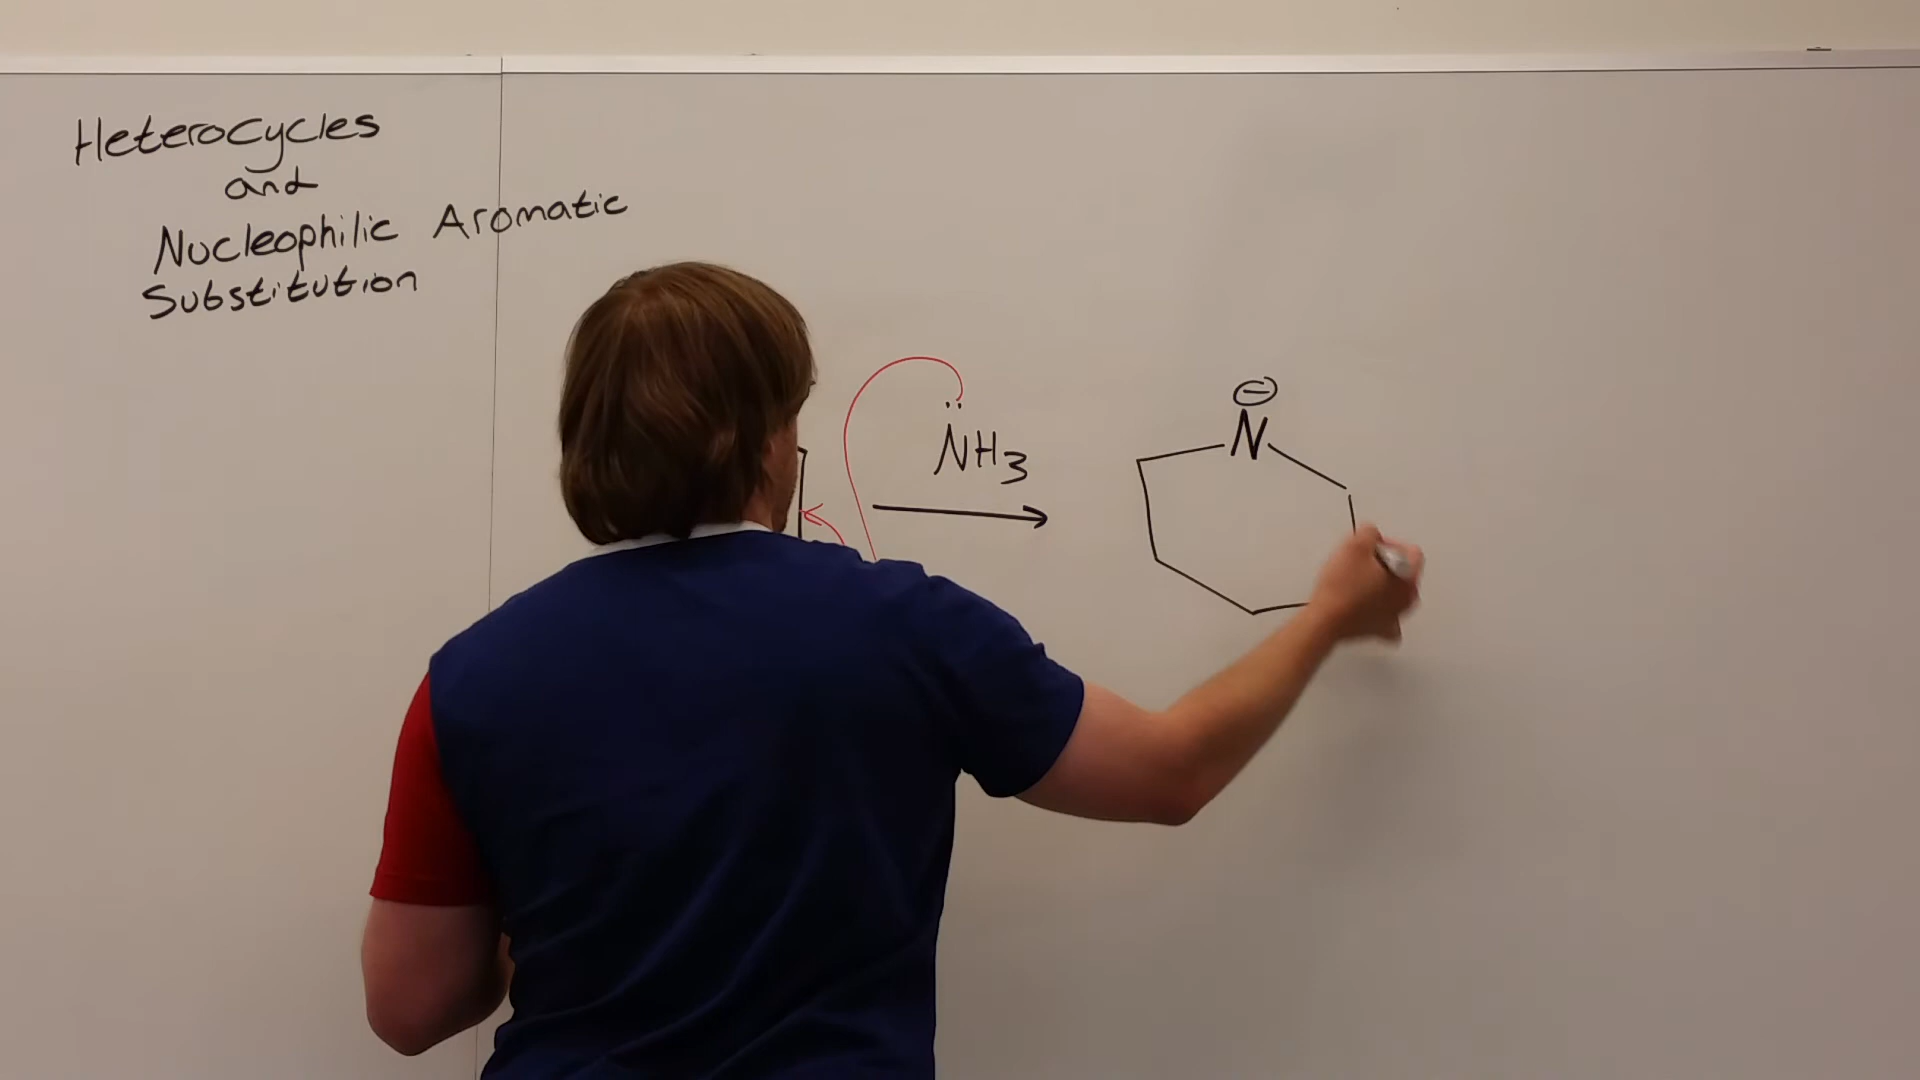 Heterocycles
and
Nucleophilic Aromatic
Substitution
NH3
⊖
N